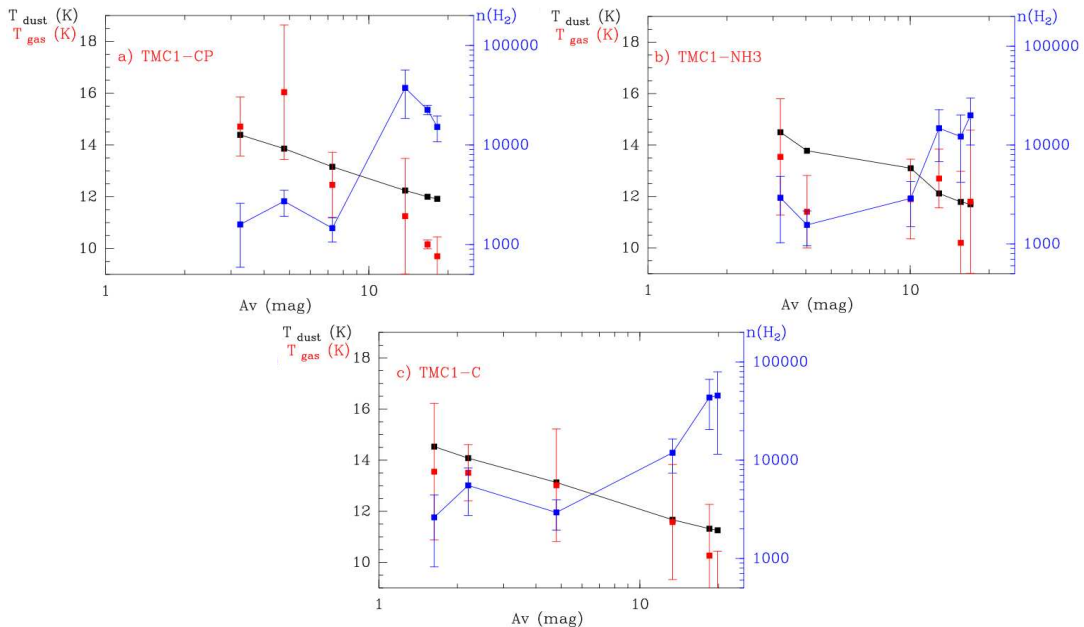 T dust (K)
T gas (K)
n(H2)
a) TMC1-CP
18
16
14
12
10
100000
10000
1000
1
10
Av (mag)
T dust (K)
T gas (K)
n(H2)
b) TMC1-NH3
18
16
14
12
10
100000
10000
1000
1
10
Av (mag)
T dust (K)
T gas (K)
n(H2)
c) TMC1-C
18
16
14
12
10
100000
10000
1000
1
10
Av (mag)